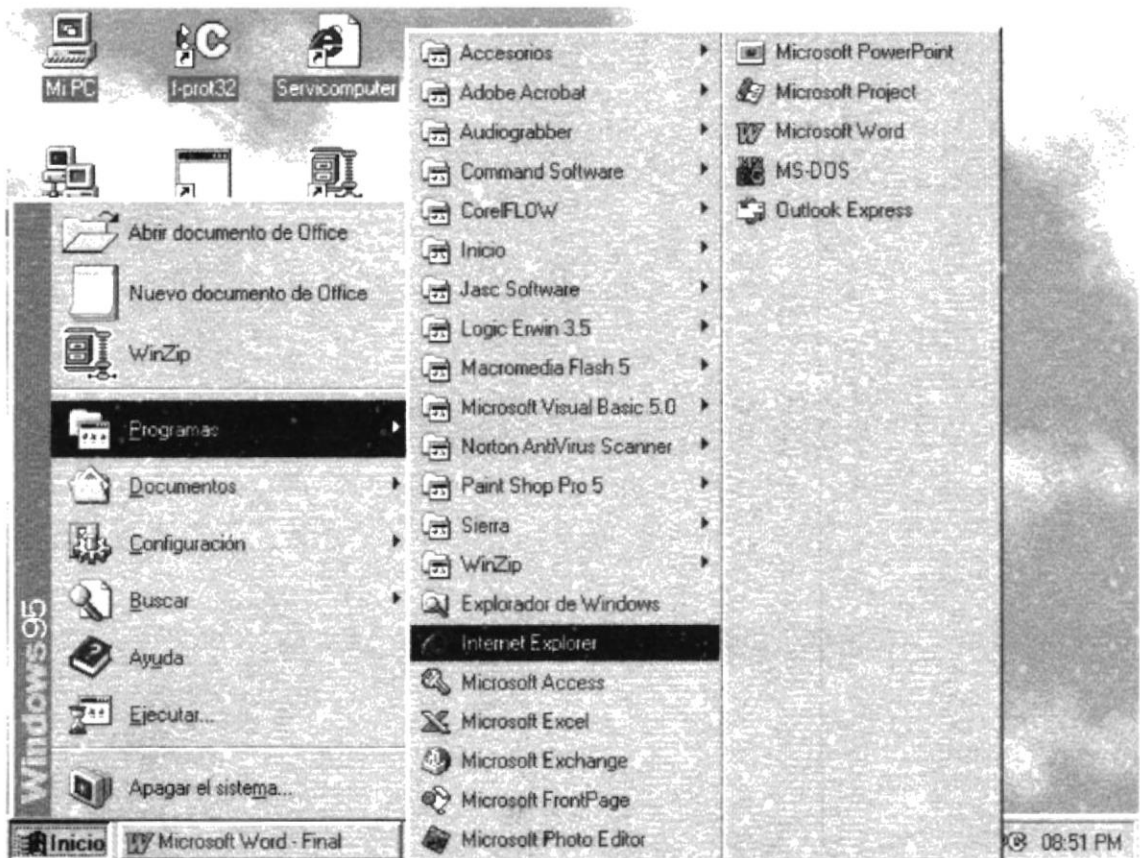 Mi PC
f-prot32
Servicomputer
Abrir documento de Office
Nuevo documento de Office
WinZip
Programas
Documentos
Configuración
Buscar
Ayuda
Ejecutar...
Apagar el sistema...
Windows95
Accesorios
Adobe Acrobat
Audiograbber
Command Software
CorelFLOW
Inicio
Jasc Software
Logic Erwin 3.5
Macromedia Flash 5
Microsoft Visual Basic 5.0
Norton AntiVirus Scanner
Paint Shop Pro 5
Sierra
WinZip
Explorador de Windows
Internet Explorer
Microsoft Access
Microsoft Excel
Microsoft Exchange
Microsoft FrontPage
Microsoft Photo Editor
Microsoft PowerPoint
Microsoft Project
Microsoft Word
MS-DOS
Outlook Express
Inicio
Microsoft Word - Final
08:51 PM